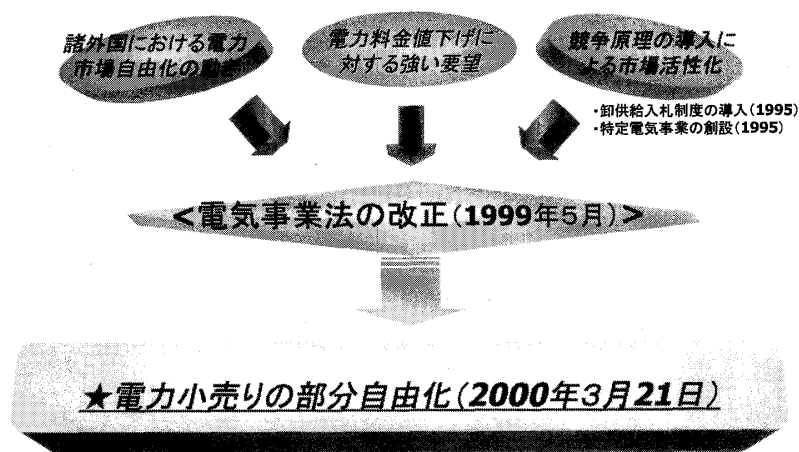 諸外国における電力
市場自由化の動き
電力料金値下げに
対する強い要望
競争原理の導入に
よる市場活性化
・卸供給入札制度の導入(1995)
・特定電気事業の創設(1995)
<電気事業法の改正(1999年5月)>
★電力小売りの部分自由化(2000年3月21日)